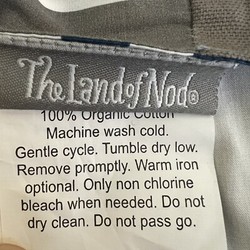 The Land of Nod®
100% Organic Cotton
Machine wash cold.
Gentle cycle. Tumble dry low.
Remove promptly. Warm iron
optional. Only non chlorine
bleach when needed. Do not
dry clean. Do not pass go.